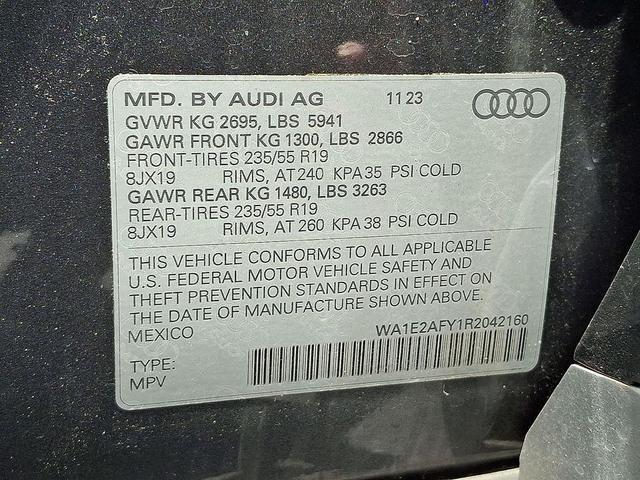 MFD. BY AUDI AG 11 23
GVWR KG 2695, LBS 5941
GAWR FRONT KG 1300, LBS 2866
FRONT-TIRES 235/55 R19
8JX19 RIMS, AT 240 KPA 35 PSI COLD
GAWR REAR KG 1480, LBS 3263
REAR-TIRES 235/55 R19
8JX19 RIMS, AT 260 KPA 38 PSI COLD
THIS VEHICLE CONFORMS TO ALL APPLICABLE
U.S. FEDERAL MOTOR VEHICLE SAFETY AND
THEFT PREVENTION STANDARDS IN EFFECT ON
THE DATE OF MANUFACTURE SHOWN ABOVE.
MEXICO WA1E2AFY1R2042160
TYPE:
MPV